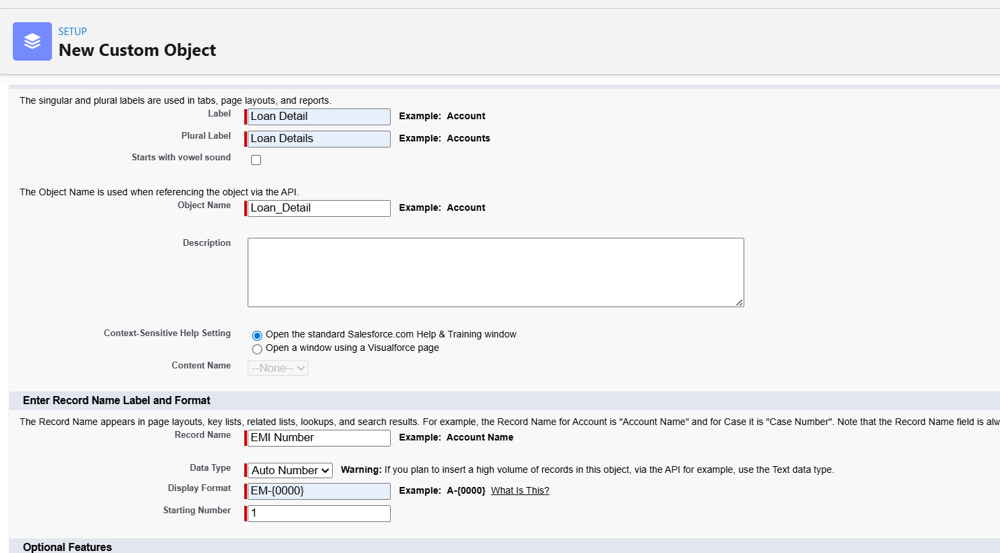 SETUP
New Custom Object
The singular and plural labels are used in tabs, page layouts, and reports.
Label Loan Detail Example: Account
Plural Label Loan Details Example: Accounts
Starts with vowel sound
The Object Name is used when referencing the object via the API.
Object Name Loan_Detail Example: Account
Description
Context-Sensitive Help Setting Open the standard Salesforce.com Help & Training window
Open a window using a Visualforce page
Content Name --None--
Enter Record Name Label and Format
The Record Name appears in page layouts, key lists, related lists, lookups, and search results. For example, the Record Name for Account is "Account Name" and for Case it is "Case Number". Note that the Record Name field is alw
Record Name EMI Number Example: Account Name
Data Type Auto Number Warning: If you plan to insert a high volume of records in this object, via the API for example, use the Text data type.
Display Format EM-{0000} Example: A-{0000} What Is This?
Starting Number 1
Optional Features